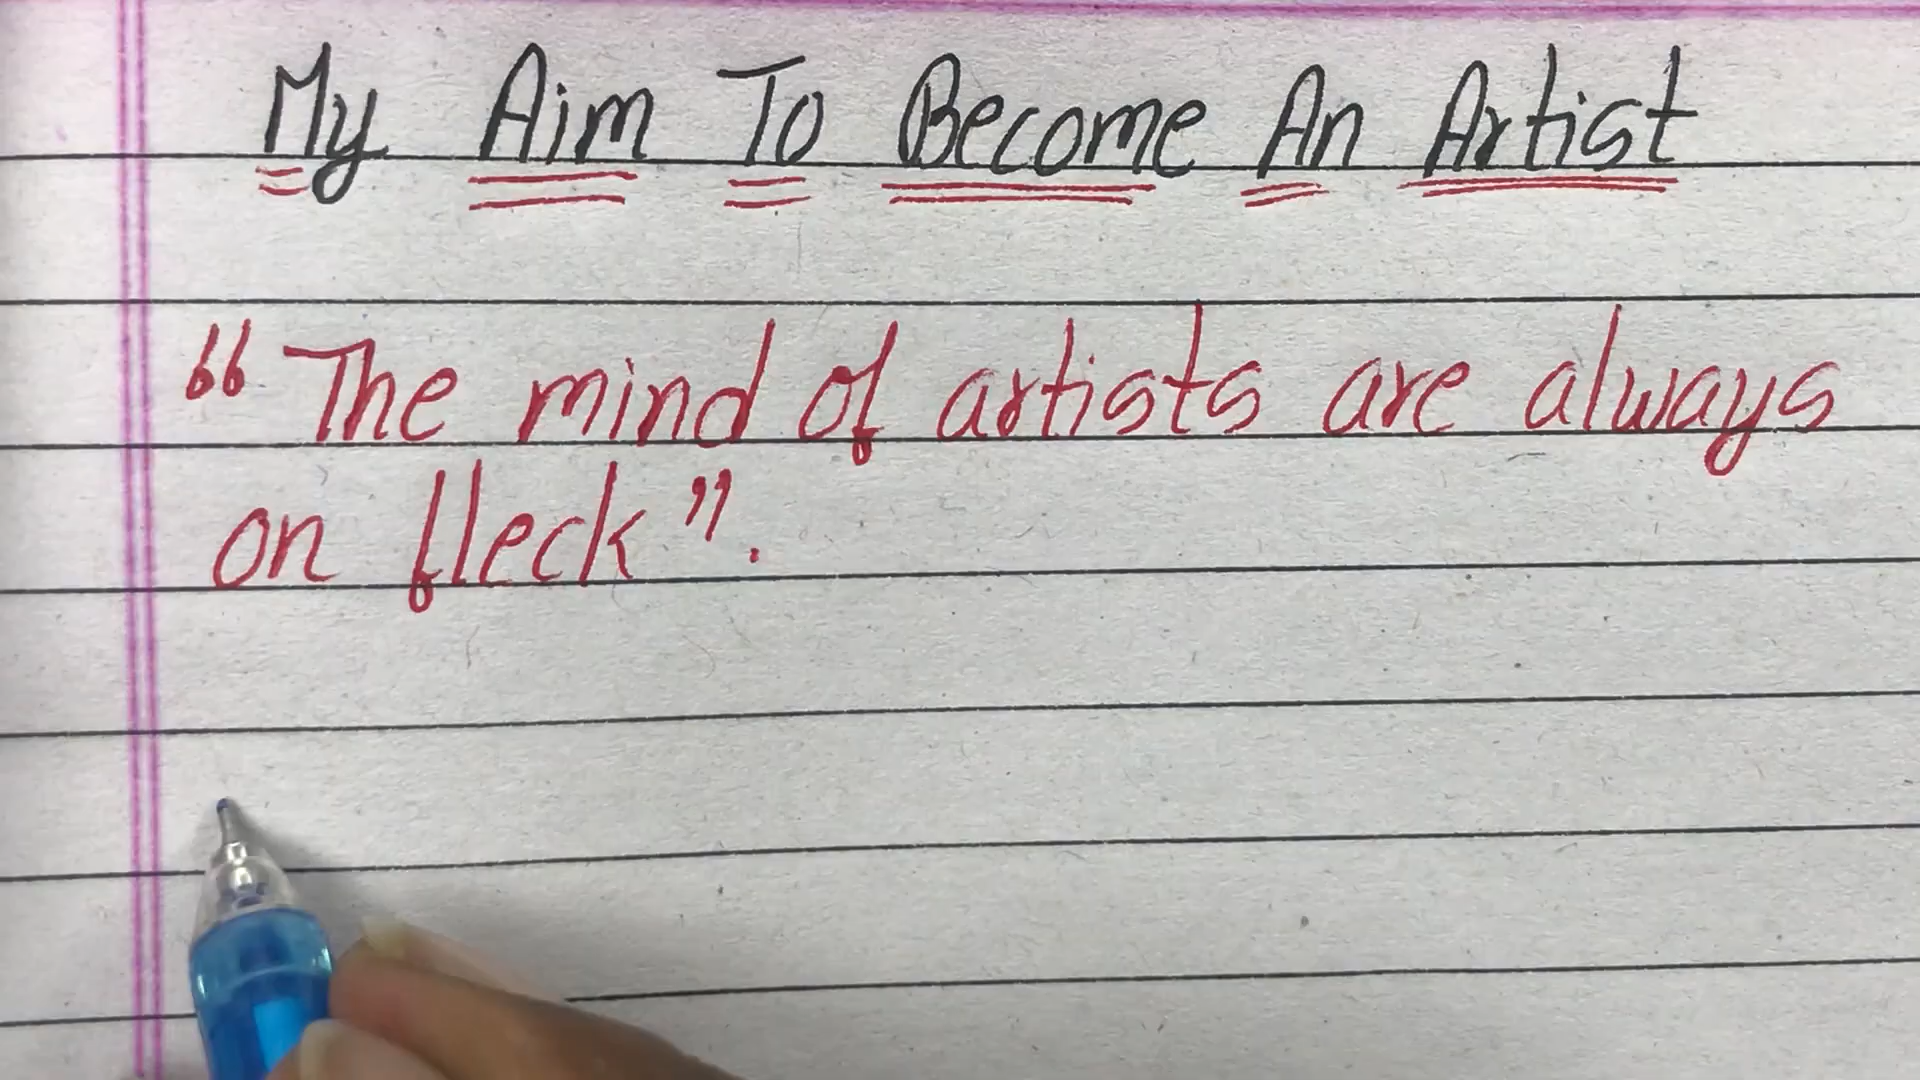 My Aim To Become An Artist
“The mind of artists are always
on fleck”.